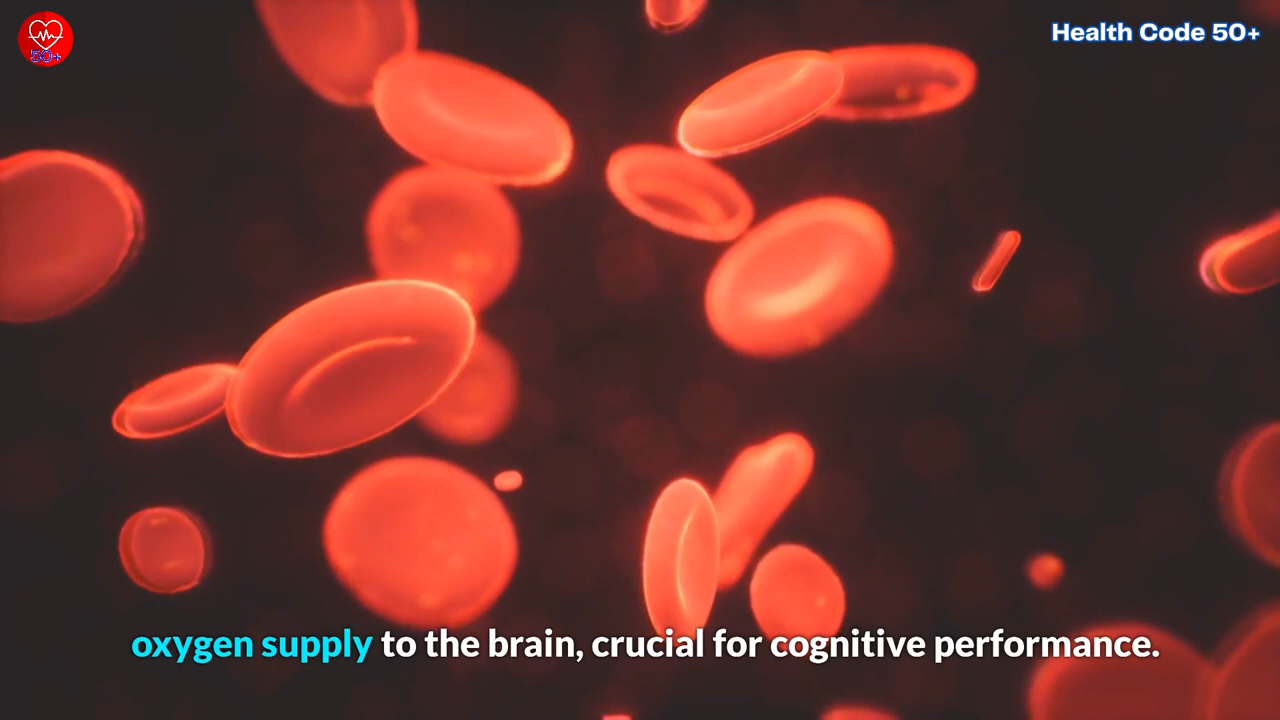 50+
Health Code 50+
oxygen supply to the brain, crucial for cognitive performance.